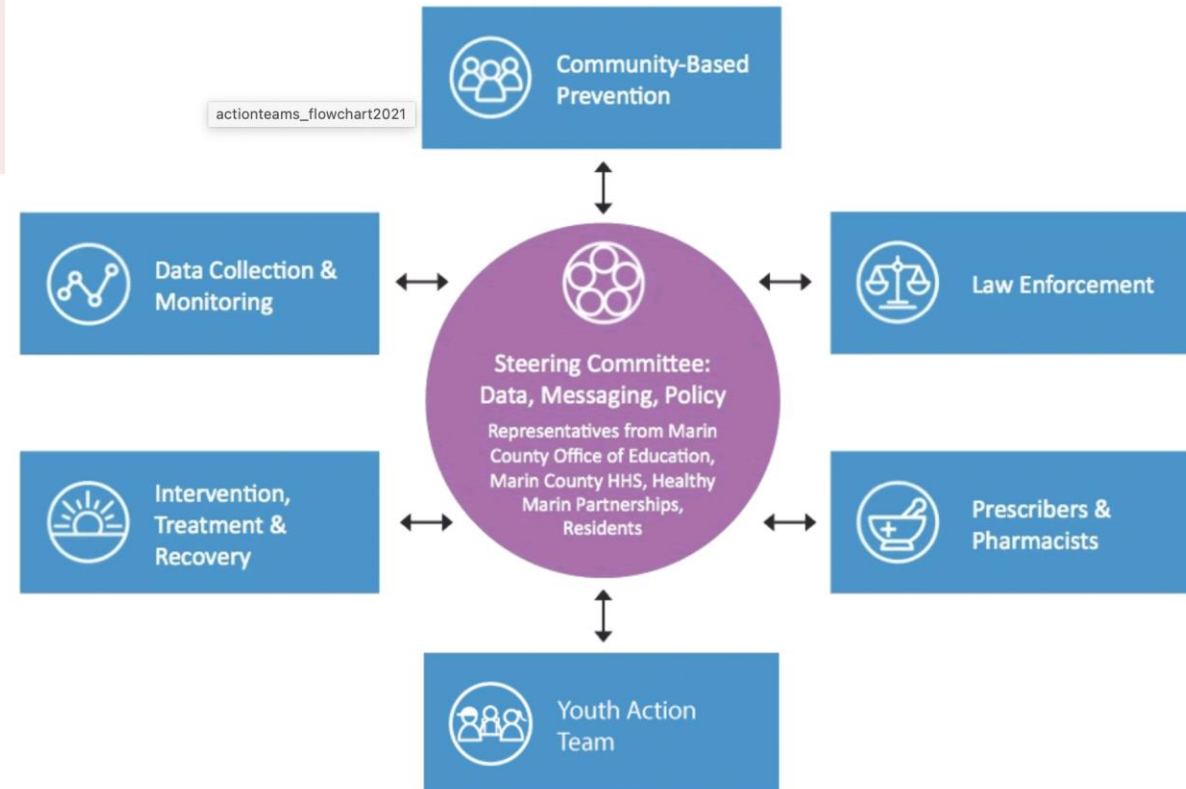 Community-Based
Prevention
actionteams_flowchart2021
Data Collection &
Monitoring
Law Enforcement
Steering Committee:
Data, Messaging, Policy
Representatives from Marin
County Office of Education,
Marin County HHS, Healthy
Marin Partnerships,
Residents
Intervention,
Treatment &
Recovery
Prescribers &
Pharmacists
Youth Action
Team